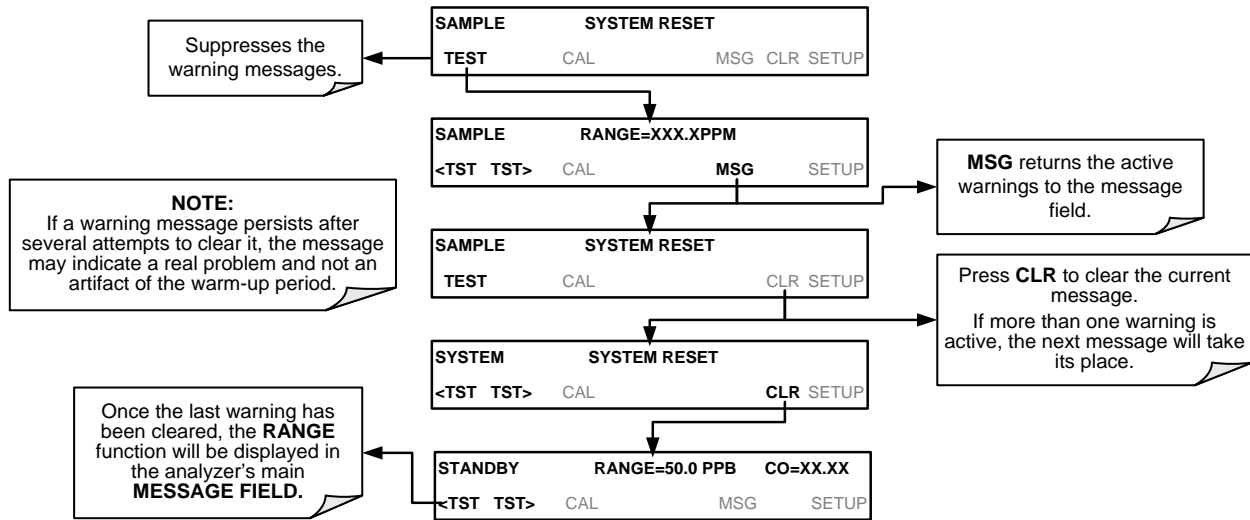 SAMPLE SYSTEM RESET
TEST CAL MSG CLR SETUP
Suppresses the
warning messages.
SAMPLE RANGE=XXX.XPPM
<TST TST> CAL MSG SETUP
MSG returns the active
warnings to the message
field.
NOTE:
If a warning message persists after
several attempts to clear it, the message
may indicate a real problem and not an
artifact of the warm-up period.
SAMPLE SYSTEM RESET
TEST CAL CLR SETUP
Press CLR to clear the current
message.
If more than one warning is
active, the next message will take
its place.
SYSTEM SYSTEM RESET
<TST TST> CAL CLR SETUP
Once the last warning has
been cleared, the RANGE
function will be displayed in
the analyzer's main
MESSAGE FIELD.
STANDBY RANGE=50.0 PPB CO=XX.XX
<TST TST> CAL MSG SETUP